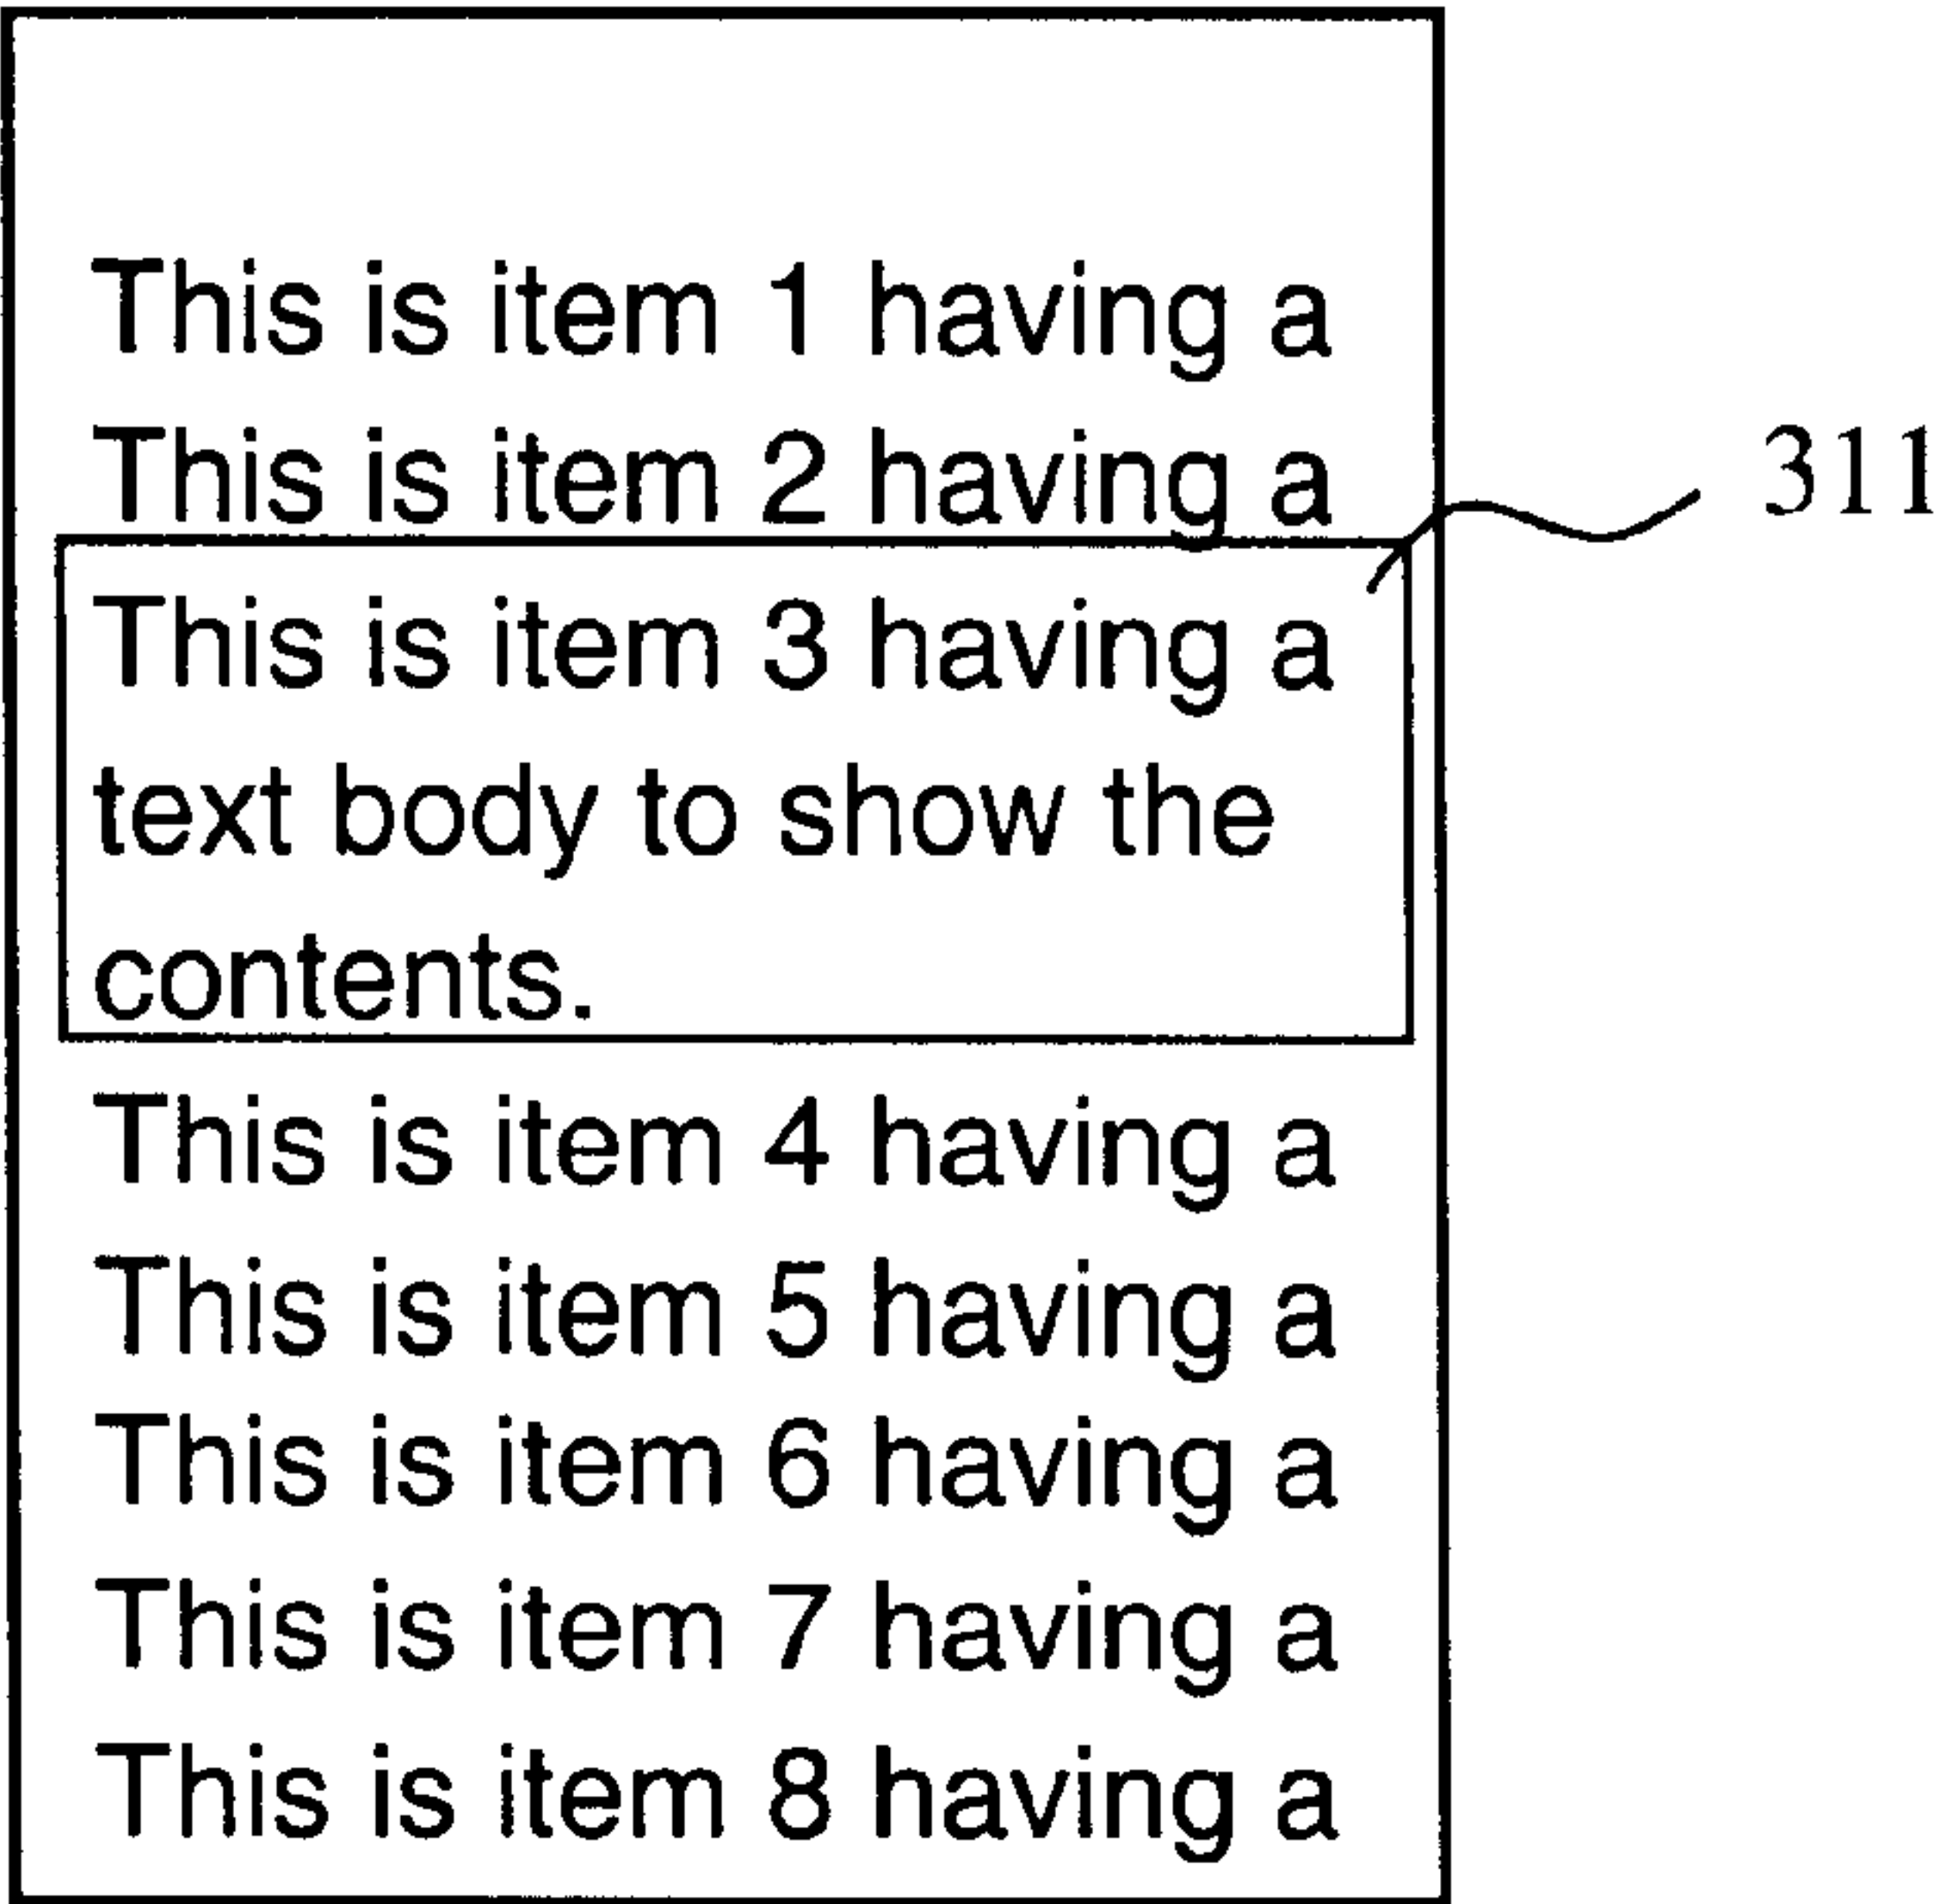 This is item 1 having a
This is item 2 having a
311
This is item 3 having a
text body to show the
contents.
This is item 4 having a
This is item 5 having a
This is item 6 having a
This is item 7 having a
This is item 8 having a